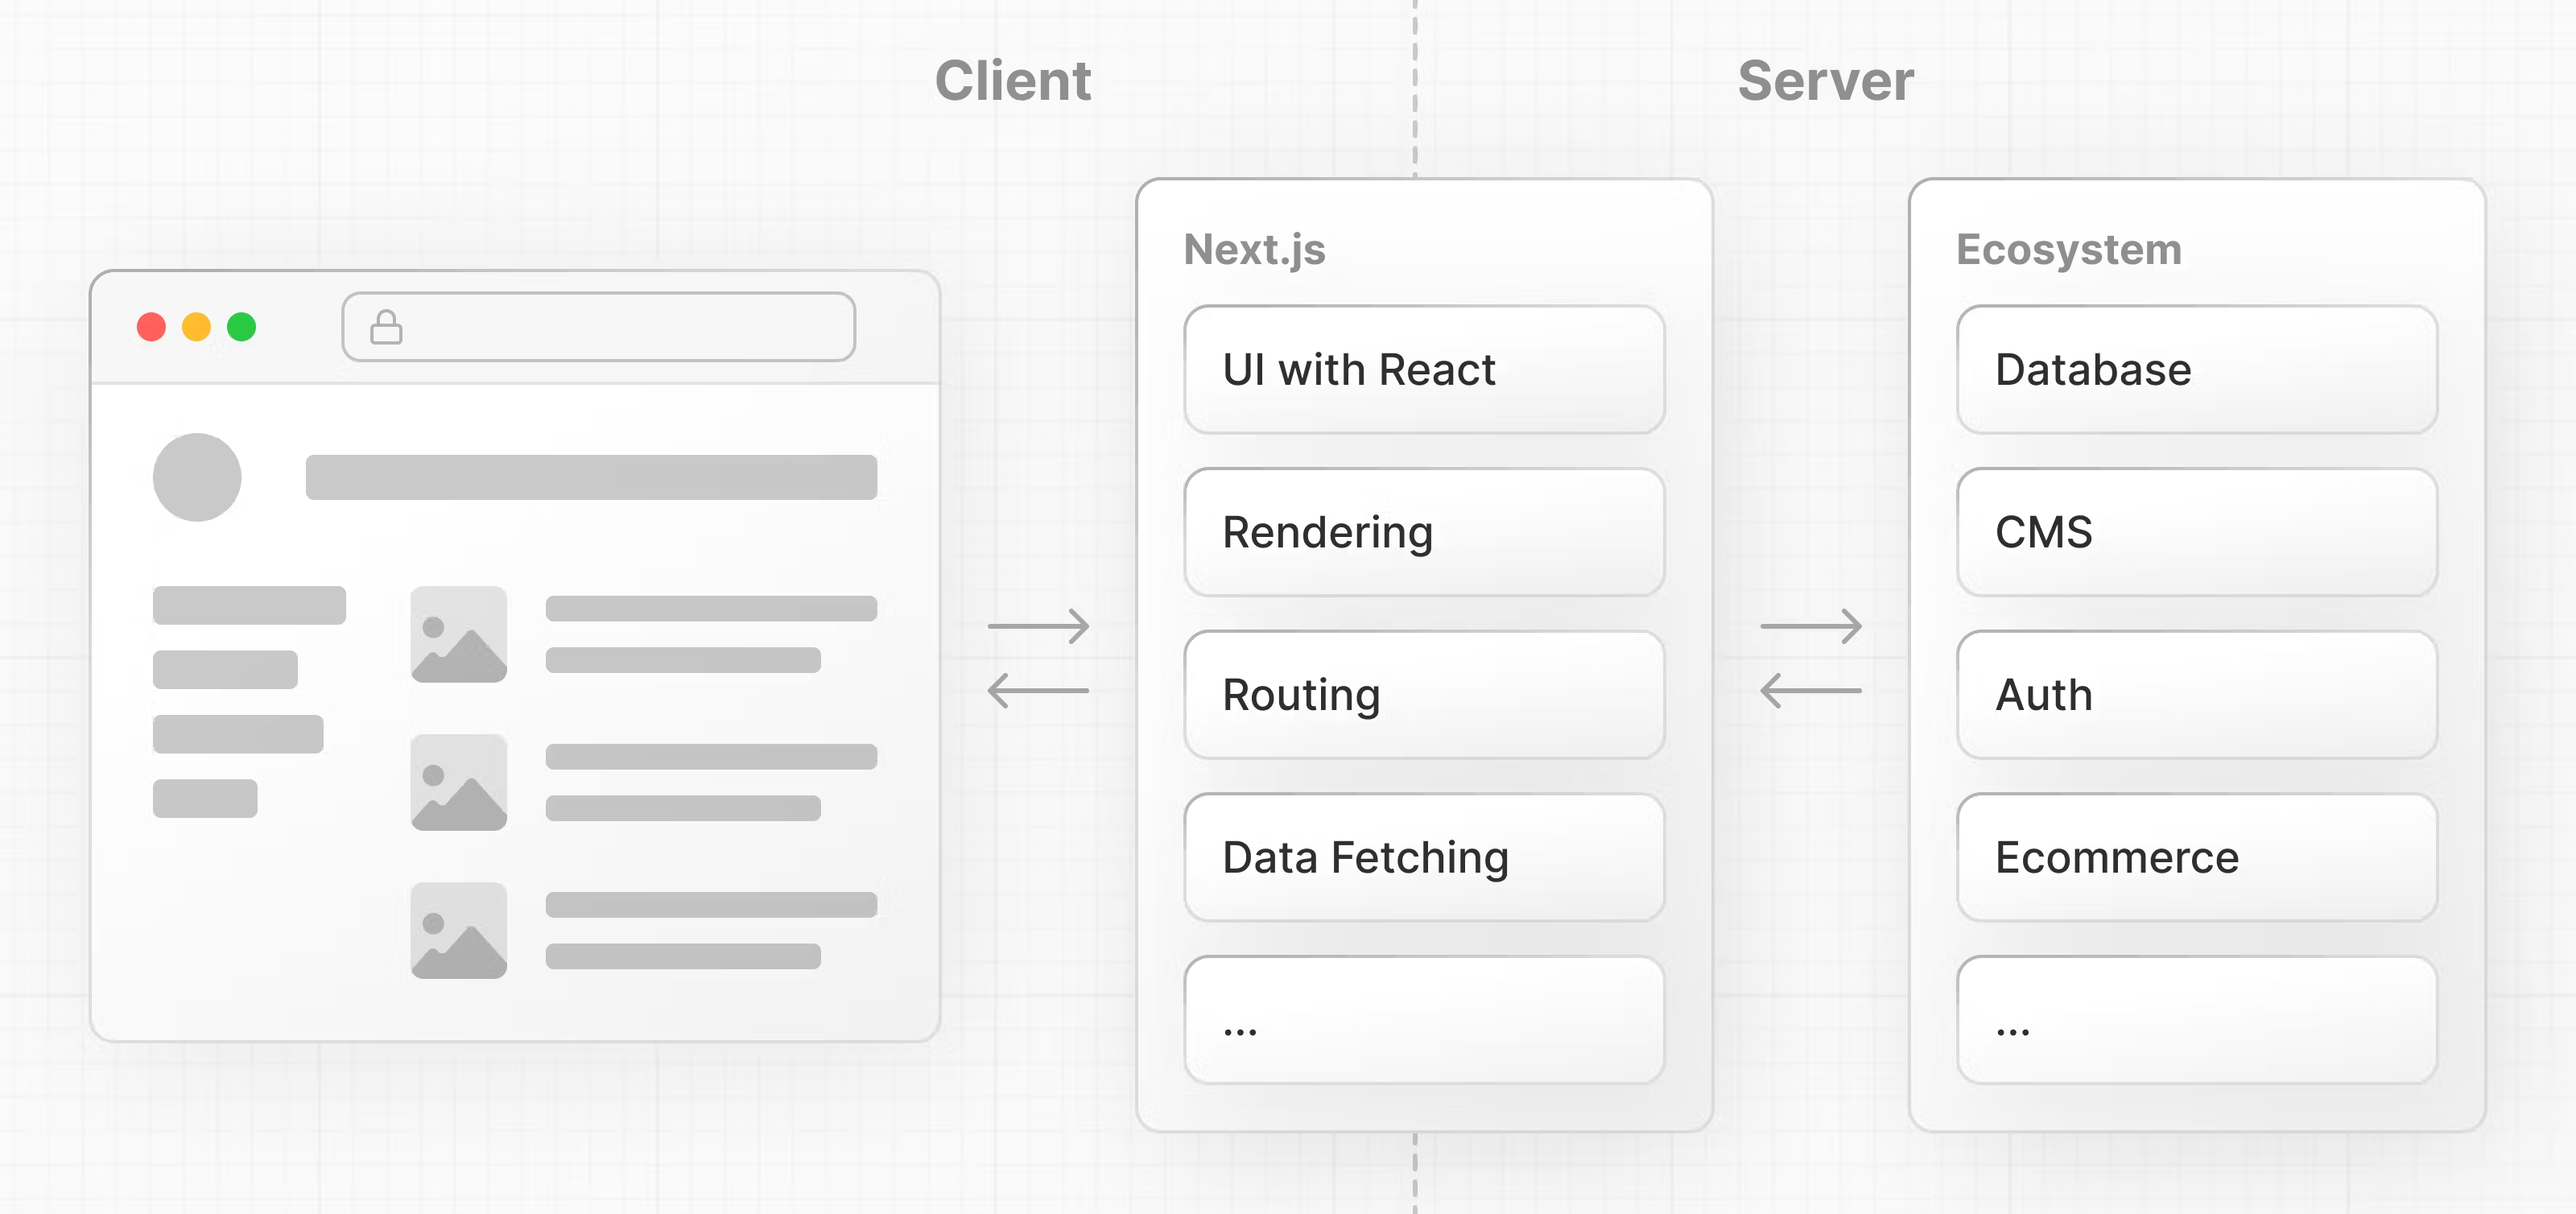 Client
Server
Next.js
UI with React
Rendering
Routing
Data Fetching
...
Ecosystem
Database
CMS
Auth
Ecommerce
...